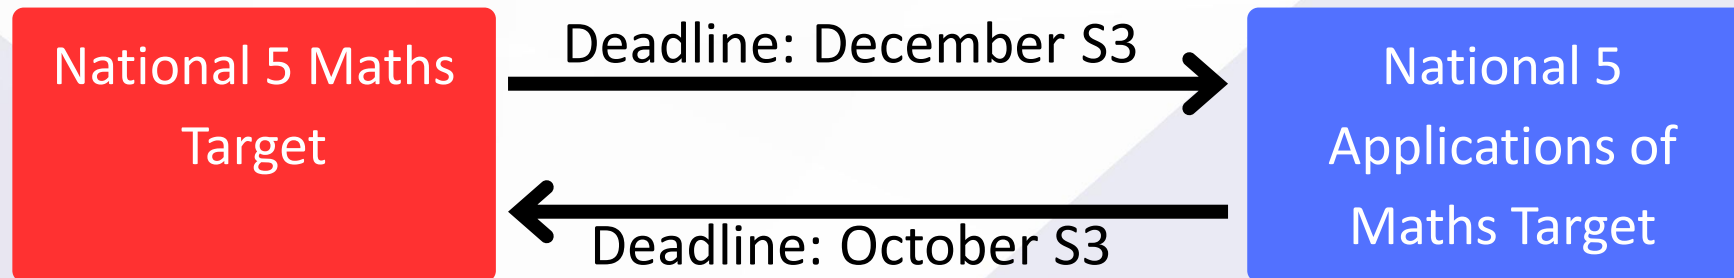 National 5 Maths
Target
Deadline: December S3
Deadline: October S3
National 5
Applications of
Maths Target